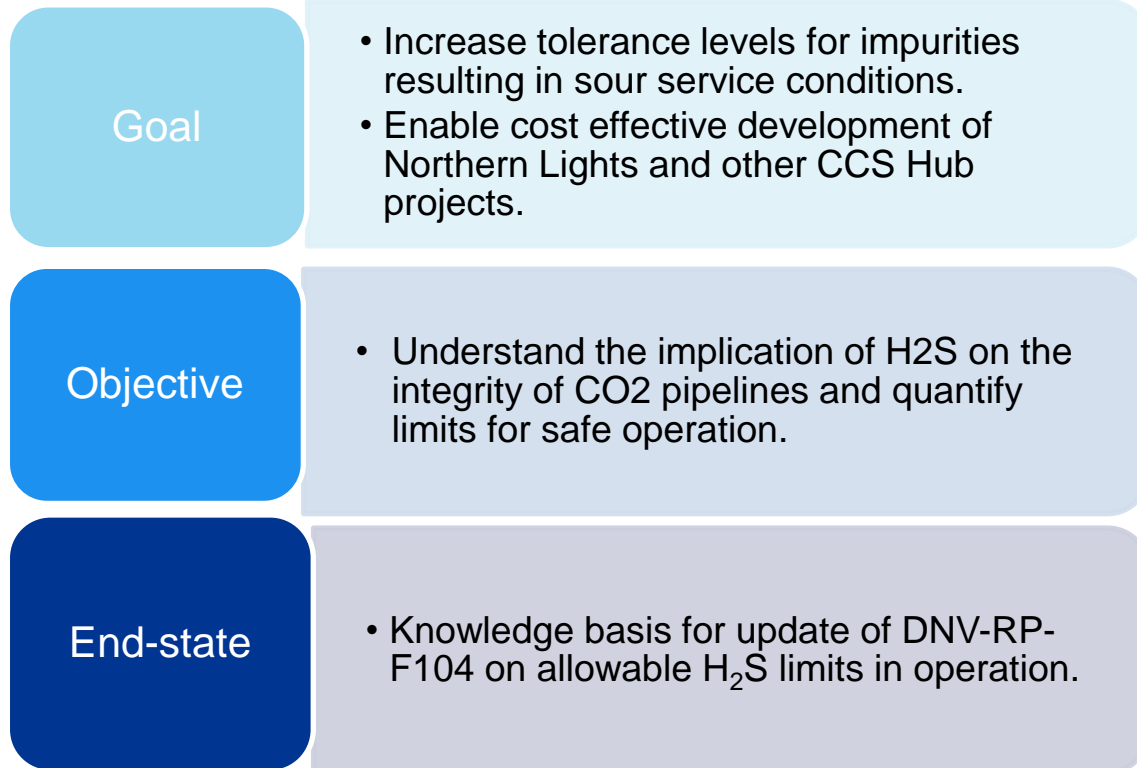 Goal
• Increase tolerance levels for impurities
resulting in sour service conditions.
• Enable cost effective development of
Northern Lights and other CCS Hub
projects.
Objective
• Understand the implication of H2S on the
integrity of CO2 pipelines and quantify
limits for safe operation.
End-state
• Knowledge basis for update of DNV-RP-
F104 on allowable H₂S limits in operation.